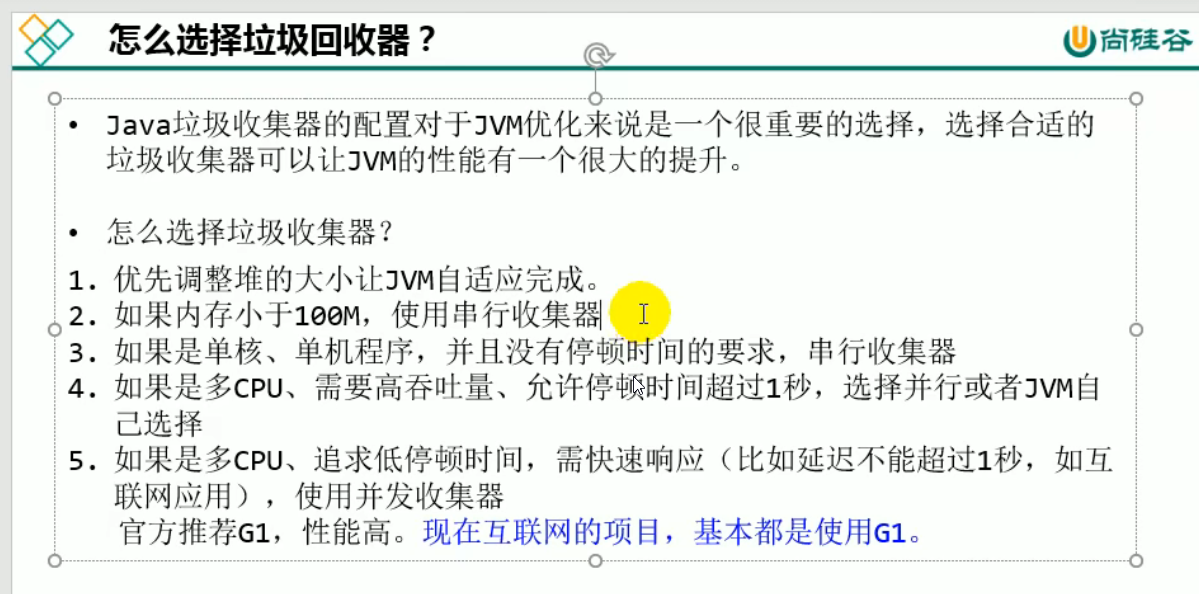 怎么选择垃圾回收器？
尚硅谷
• Java垃圾收集器的配置对于JVM优化来说是一个很重要的选择，选择合适的
垃圾收集器可以让JVM的性能有一个很大的提升。
• 怎么选择垃圾收集器？
1. 优先调整堆的大小让JVM自适应完成。
2. 如果内存小于100M，使用串行收集器
3. 如果是单核、单机程序，并且没有停顿时间的要求，串行收集器
4. 如果是多CPU、需要高吞吐量、允许停顿时间超过1秒，选择并行或者JVM自
己选择
5. 如果是多CPU、追求低停顿时间，需快速响应（比如延迟不能超过1秒，如互
联网应用），使用并发收集器
官方推荐G1，性能高。现在互联网的项目，基本都是使用G1。